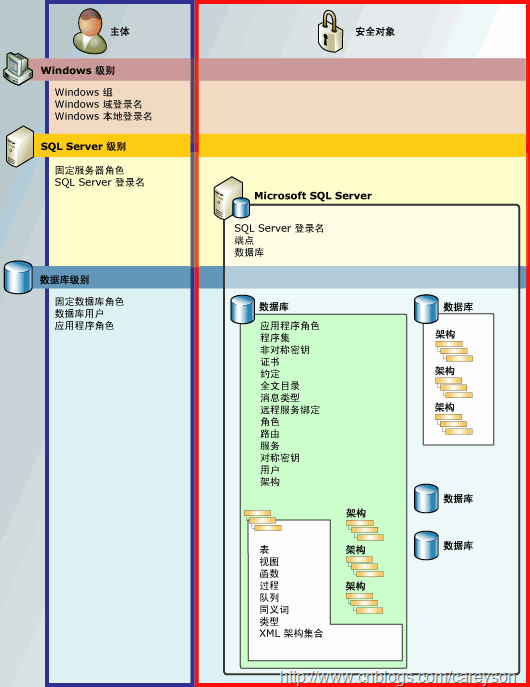 主体
安全对象
Windows 级别
Windows 组
Windows 域登录名
Windows 本地登录名
SQL Server 级别
固定服务器角色
SQL Server 登录名
Microsoft SQL Server
SQL Server 登录名
端点
数据库
数据库级别
固定数据库角色
数据库用户
应用程序角色
数据库
应用程序角色
程序集
非对称密钥
证书
约定
全文目录
消息类型
远程服务绑定
角色
路由
服务
对称密钥
用户
架构
架构
架构
架构
表
视图
函数
过程
队列
同义词
类型
XML 架构集合
数据库
架构
架构
架构
数据库
数据库
http://www.cnblogs.com/careyson